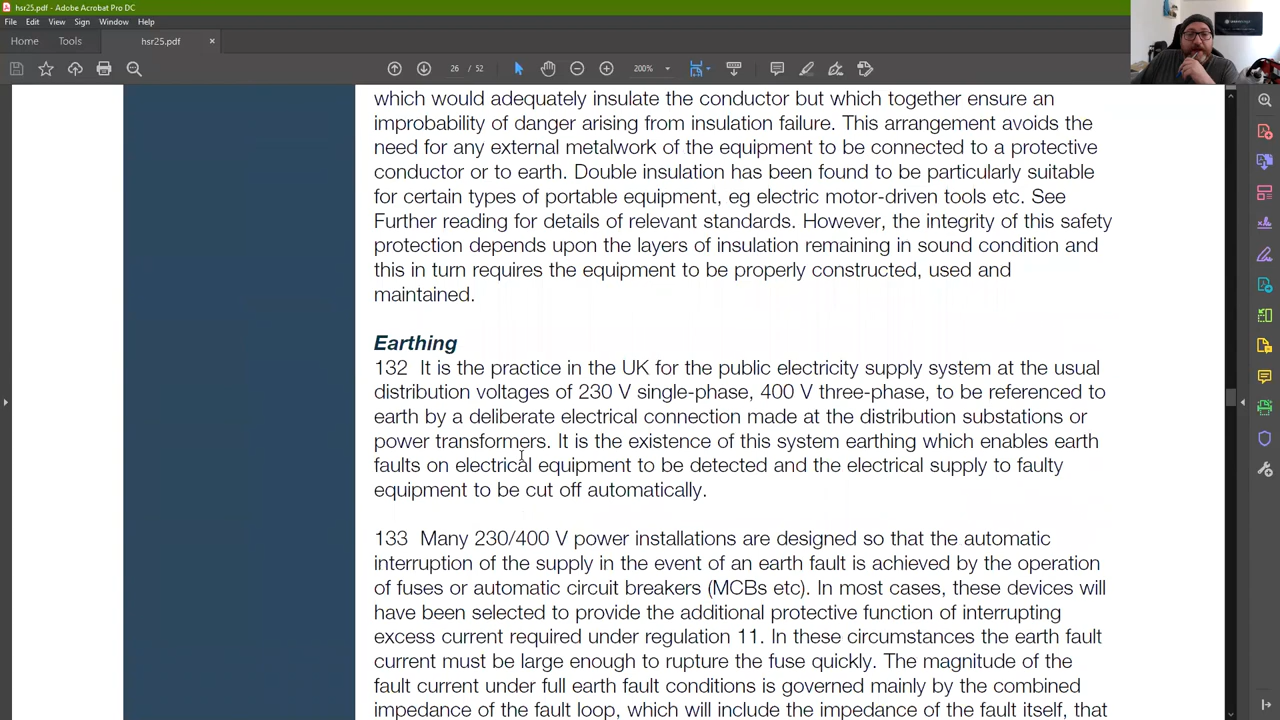 hsr25.pdf - Adobe Acrobat Pro DC
File Edit View Sign Window Help
Home Tools hsr25.pdf ×
26 / 52 200%
which would adequately insulate the conductor but which together ensure an
improbability of danger arising from insulation failure. This arrangement avoids the
need for any external metalwork of the equipment to be connected to a protective
conductor or to earth. Double insulation has been found to be particularly suitable
for certain types of portable equipment, eg electric motor-driven tools etc. See
Further reading for details of relevant standards. However, the integrity of this safety
protection depends upon the layers of insulation remaining in sound condition and
this in turn requires the equipment to be properly constructed, used and
maintained.
Earthing
132 It is the practice in the UK for the public electricity supply system at the usual
distribution voltages of 230 V single-phase, 400 V three-phase, to be referenced to
earth by a deliberate electrical connection made at the distribution substations or
power transformers. It is the existence of this system earthing which enables earth
faults on electrical equipment to be detected and the electrical supply to faulty
equipment to be cut off automatically.
133 Many 230/400 V power installations are designed so that the automatic
interruption of the supply in the event of an earth fault is achieved by the operation
of fuses or automatic circuit breakers (MCBs etc). In most cases, these devices will
have been selected to provide the additional protective function of interrupting
excess current required under regulation 11. In these circumstances the earth fault
current must be large enough to rupture the fuse quickly. The magnitude of the
fault current under full earth fault conditions is governed mainly by the combined
impedance of the fault loop, which will include the impedance of the fault itself, that